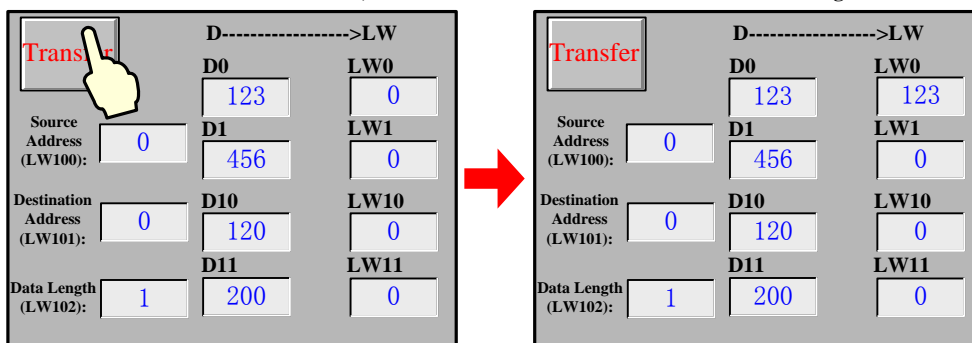 Transfer
D------------------>LW
D0 LW0
123 0
Source
Address
(LW100):
0
D1 LW1
456 0
Destination
Address
(LW101):
0
D10 LW10
120 0
D11 LW11
Data Length
(LW102):
1
200 0
Transfer
D------------------>LW
D0 LW0
123 123
Source
Address
(LW100):
0
D1 LW1
456 0
Destination
Address
(LW101):
0
D10 LW10
120 0
D11 LW11
Data Length
(LW102):
1
200 0